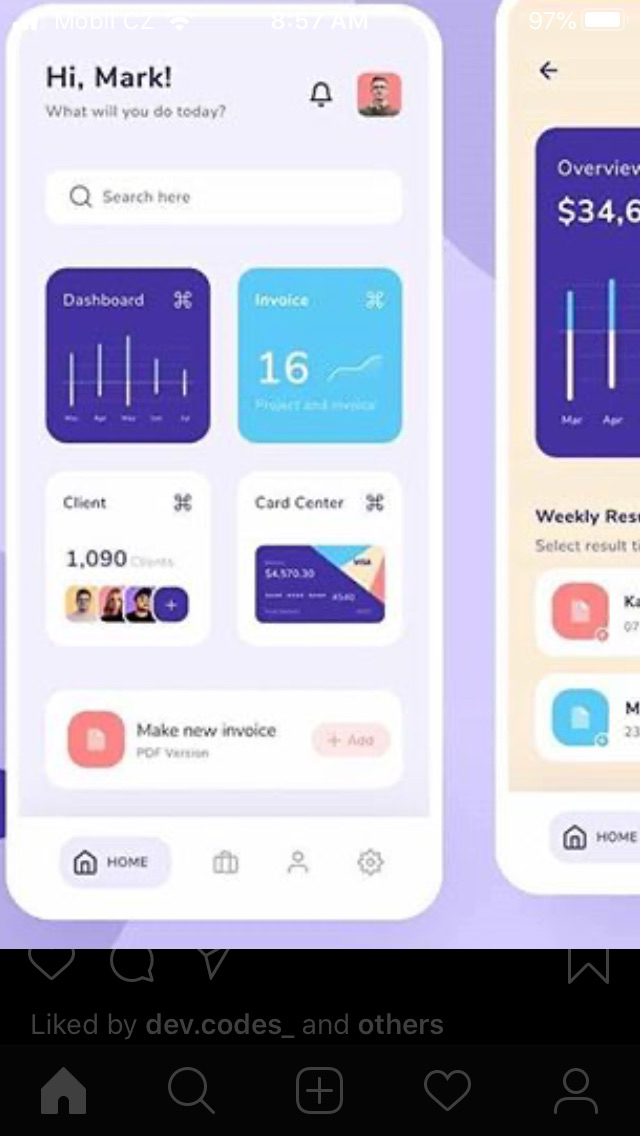 Mobil CZ 8:57 AM 97%
Hi, Mark!
What will you do today?
Search here
Dashboard
Mar Apr May Jun Jul
Invoice
16
Project and invoice
Client
1,090 Clients
+
Card Center
$4,570.30
VISA
4540
Make new invoice
PDF Version
+ Add
HOME
Overview
$34,6
Mar Apr
Weekly Resu
Select result ti
Ka
07
M
23
HOME
Liked by dev.codes_ and others